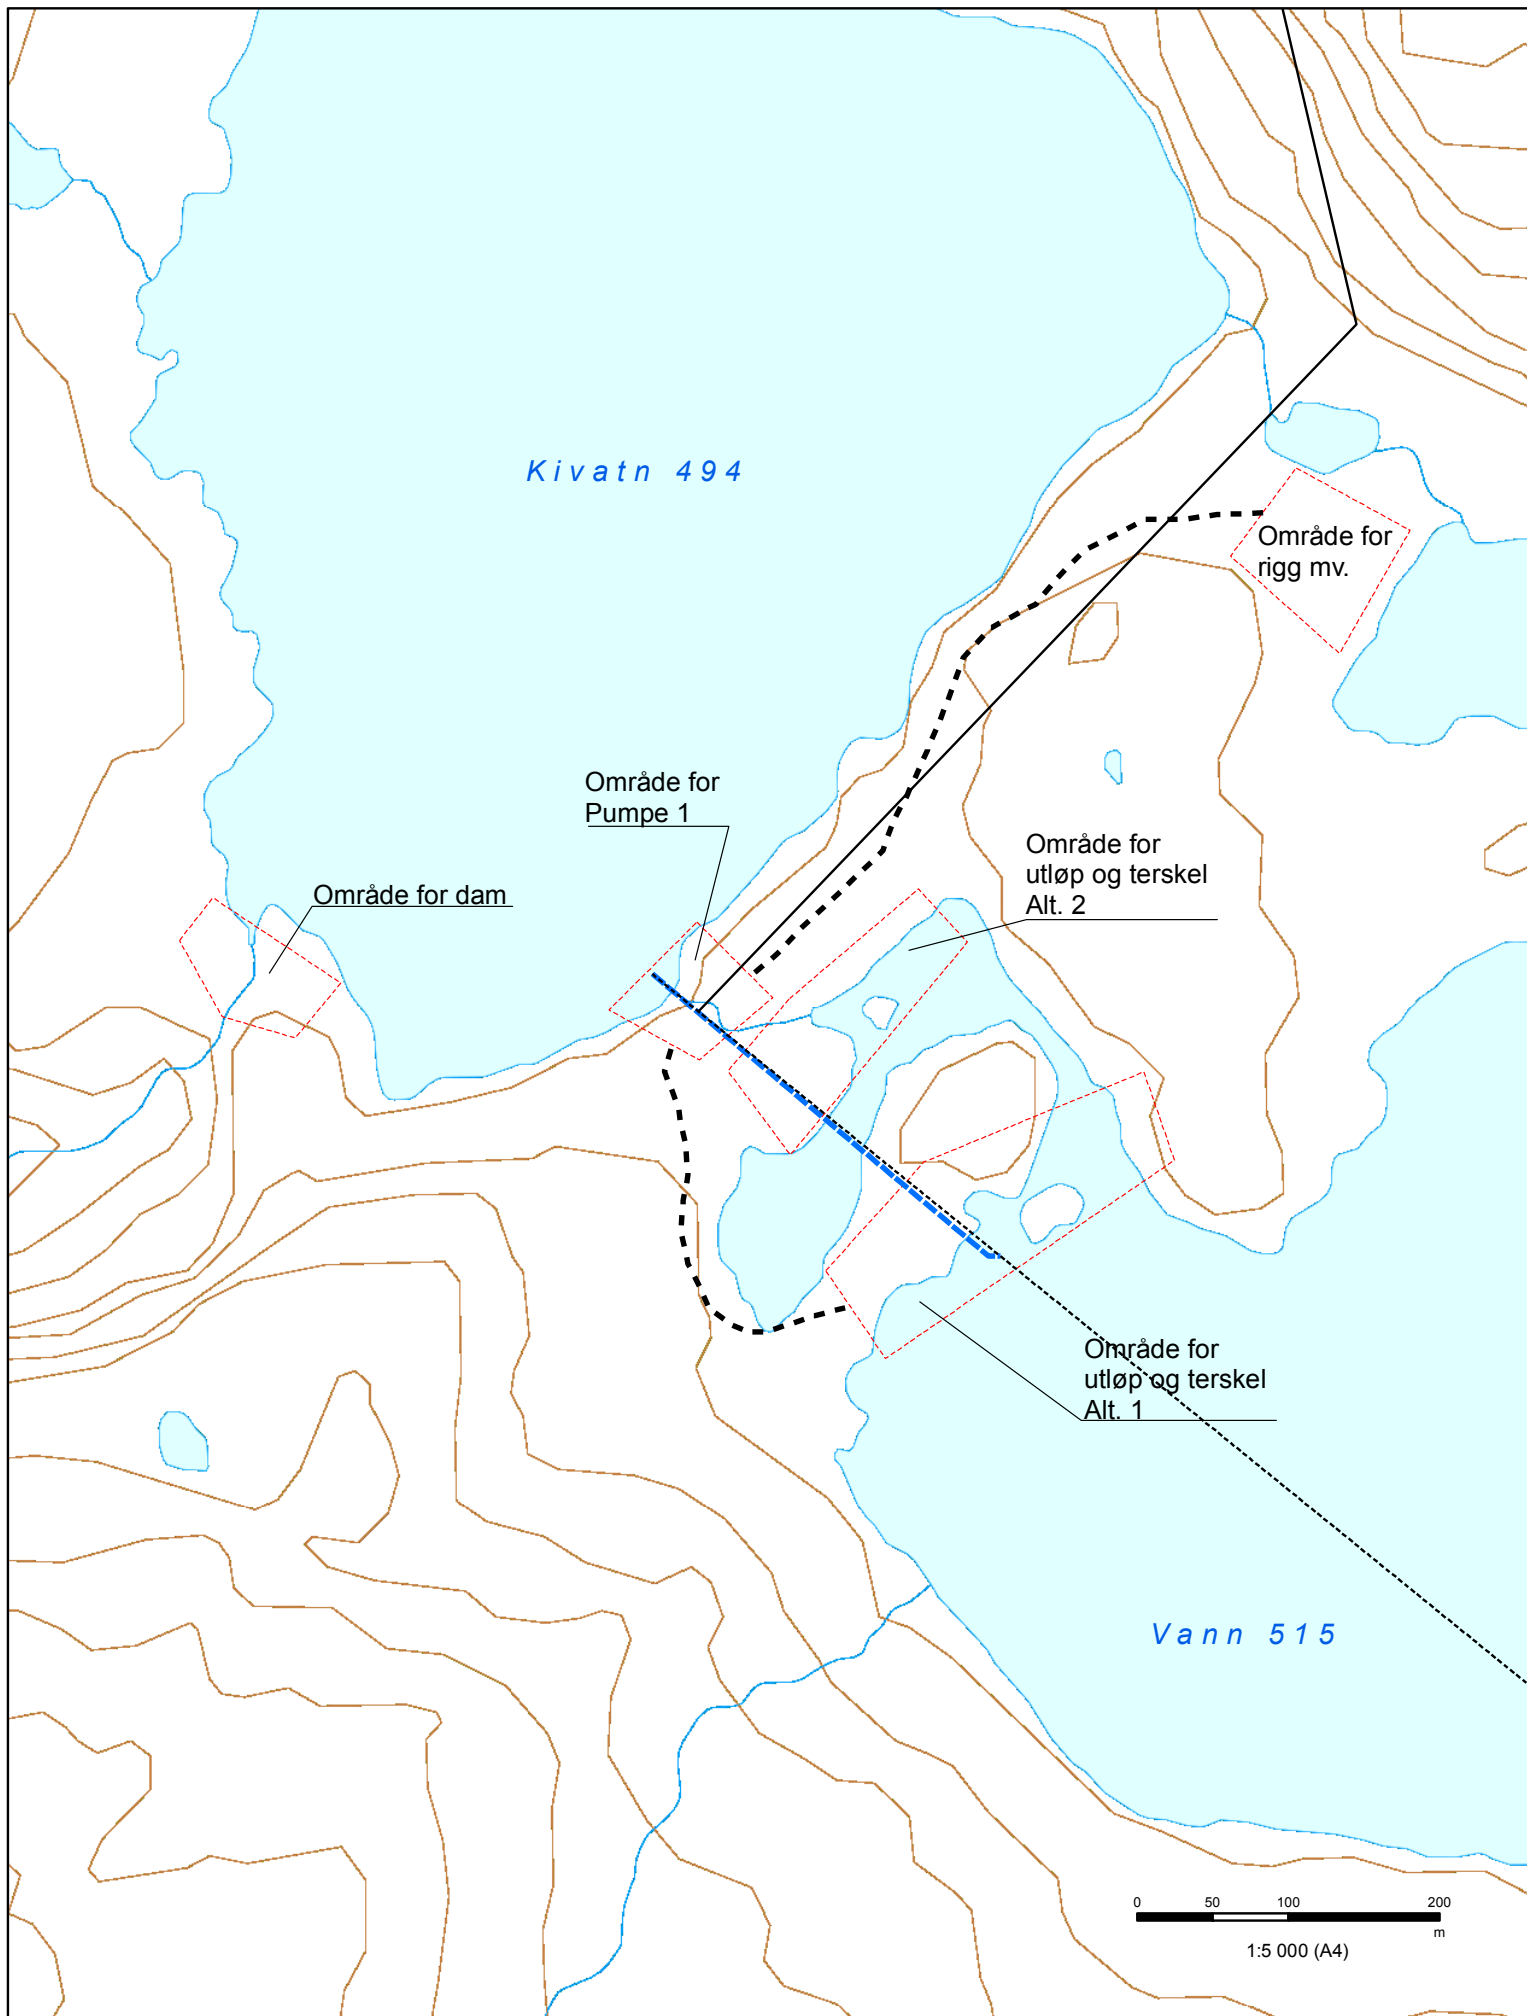 Kivatn 494
Område for
rigg mv.
Område for
Pumpe 1
Område for
utløp og terskel
Alt. 2
Område for dam
Område for
utløp og terskel
Alt. 1
Vann 515
0 50 100 200
m
1:5 000 (A4)